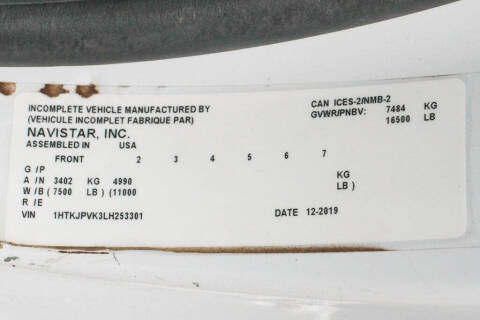 INCOMPLETE VEHICLE MANUFACTURED BY
(VEHICULE INCOMPLET FABRIQUE PAR)
NAVISTAR, INC.
ASSEMBLED IN USA
CAN ICES-2/NMB-2
GVWR/PNBV: 7484 KG
16500 LB
FRONT 2 3 4 5 6 7
G / P
A / N 3402 KG 4990 KG
W / B ( 7500 LB ) (11000 LB )
R / E
VIN 1HTKJPVK3LH253301
DATE 12-2019